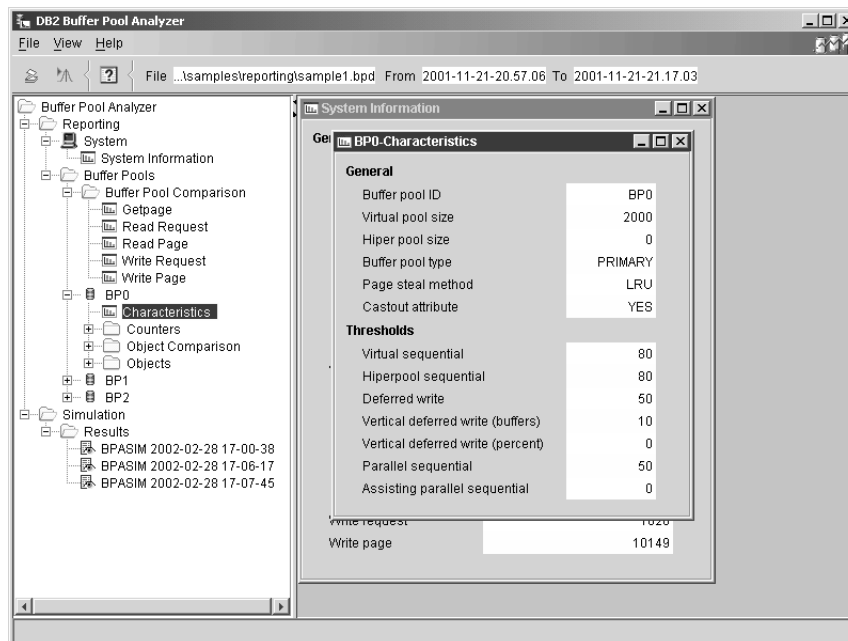 DB2 Buffer Pool Analyzer
File View Help
File ...\samples\reporting\sample1.bpd From 2001-11-21-20.57.06 To 2001-11-21-21.17.03
Buffer Pool Analyzer
Reporting
System
System Information
Buffer Pools
Buffer Pool Comparison
Getpage
Read Request
Read Page
Write Request
Write Page
BP0
Characteristics
Counters
Object Comparison
Objects
BP1
BP2
Simulation
Results
BPASIM 2002-02-28 17-00-38
BPASIM 2002-02-28 17-06-17
BPASIM 2002-02-28 17-07-45
System Information
BP0-Characteristics
General
Buffer pool ID BP0
Virtual pool size 2000
Hiper pool size 0
Buffer pool type PRIMARY
Page steal method LRU
Castout attribute YES
Thresholds
Virtual sequential 80
Hiperpool sequential 80
Deferred write 50
Vertical deferred write (buffers) 10
Vertical deferred write (percent) 0
Parallel sequential 50
Assisting parallel sequential 0
Write request
Write page 10149